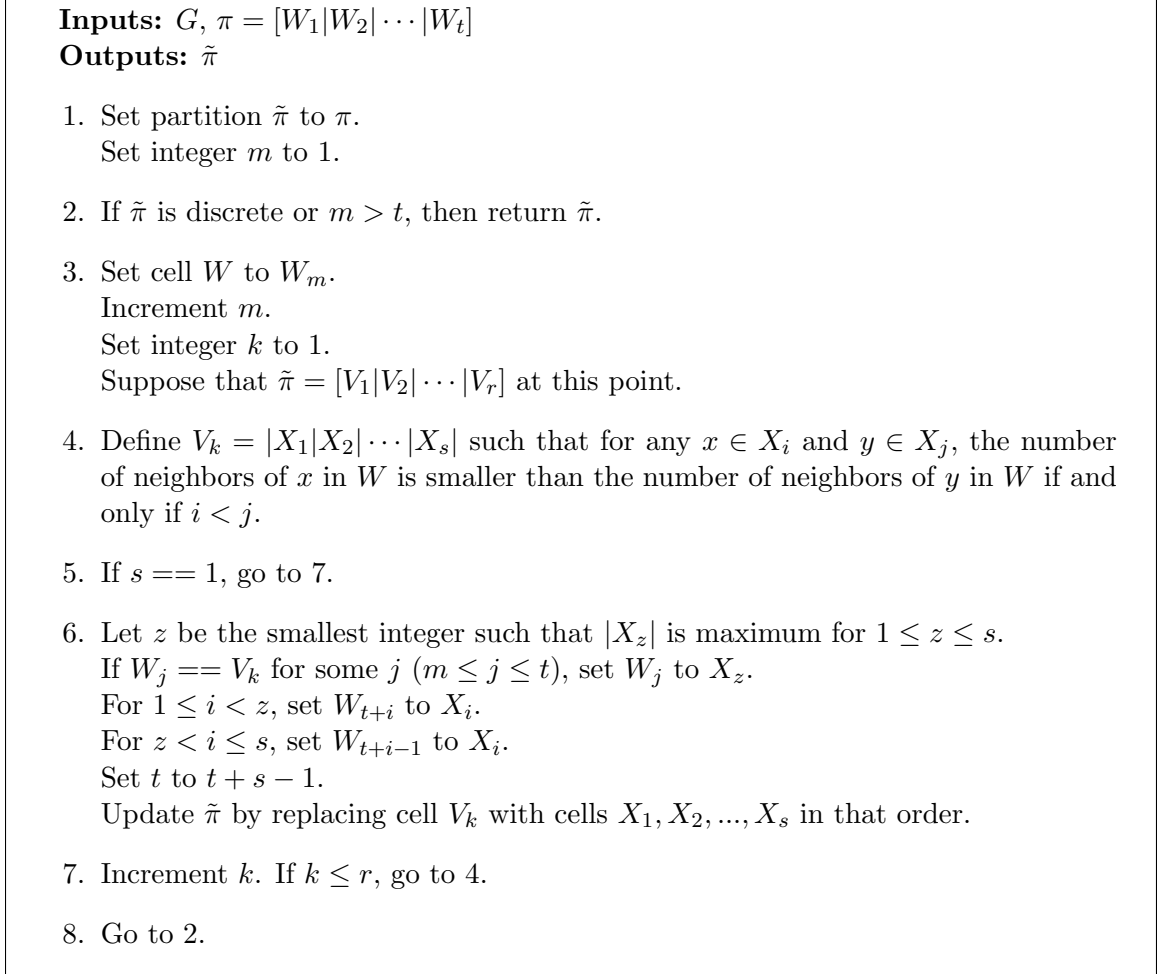 Inputs: G, π = [W₁|W₂| · · · |Wₜ]
Outputs: π̃
1. Set partition π̃ to π.
Set integer m to 1.
2. If π̃ is discrete or m > t, then return π̃.
3. Set cell W to Wₘ.
Increment m.
Set integer k to 1.
Suppose that π̃ = [V₁|V₂| · · · |Vᵣ] at this point.
4. Define Vₖ = |X₁|X₂| · · · |Xₛ| such that for any x ∈ Xᵢ and y ∈ Xⱼ, the number
of neighbors of x in W is smaller than the number of neighbors of y in W if and
only if i < j.
5. If s == 1, go to 7.
6. Let z be the smallest integer such that |X_z| is maximum for 1 ≤ z ≤ s.
If Wⱼ == Vₖ for some j (m ≤ j ≤ t), set Wⱼ to X_z.
For 1 ≤ i < z, set Wₜ₊ᵢ to Xᵢ.
For z < i ≤ s, set Wₜ₊ᵢ₋₁ to Xᵢ.
Set t to t + s − 1.
Update π̃ by replacing cell Vₖ with cells X₁, X₂, ..., Xₛ in that order.
7. Increment k. If k ≤ r, go to 4.
8. Go to 2.